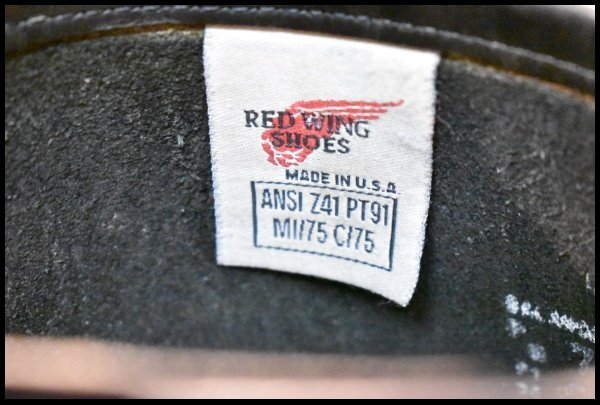 RED WING
SHOES
MADE IN U.S.A
ANSI Z41 PT91
MI/75 C/75